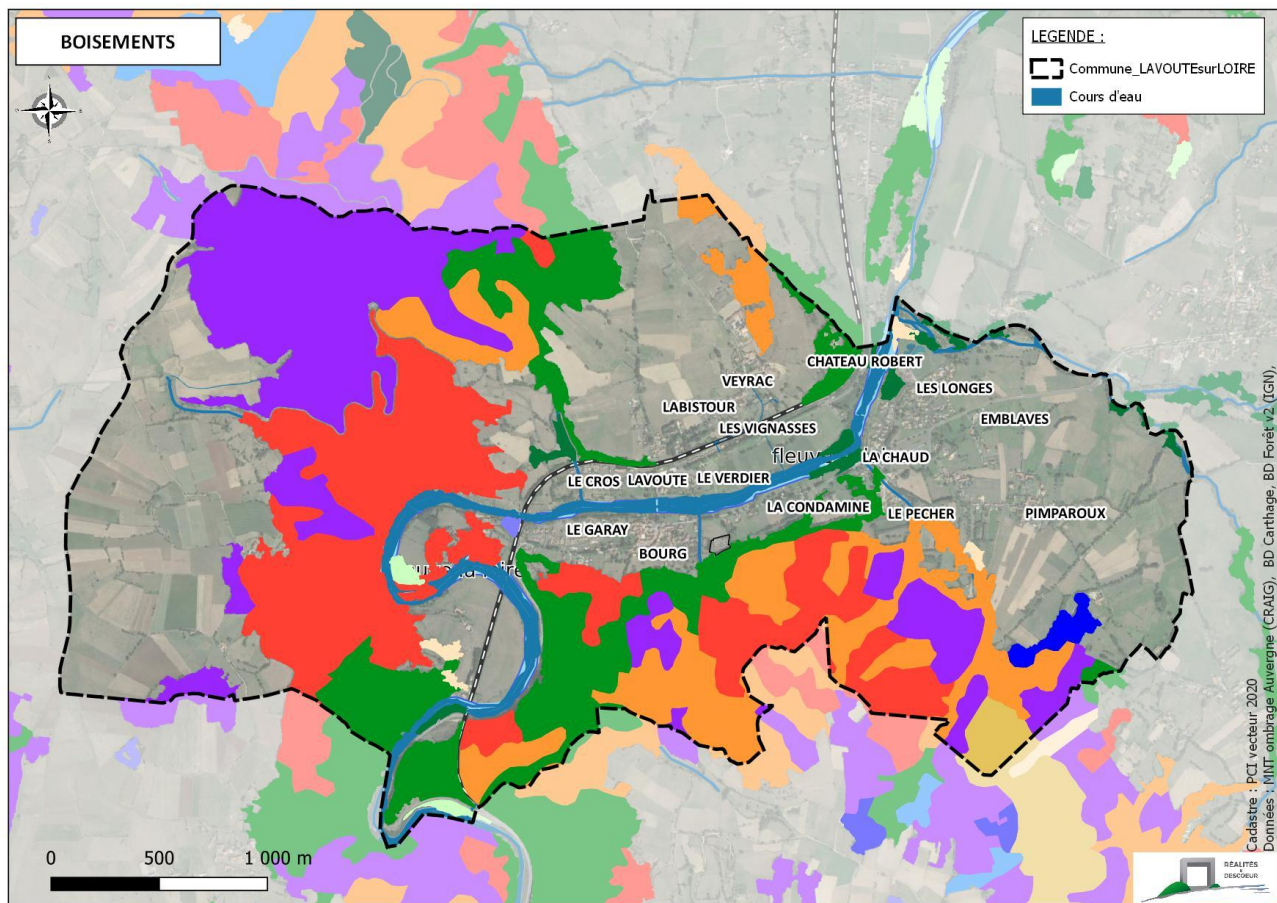 BOISEMENTS
LEGENDE :
Commune_LAVOUTEsurLOIRE
Cours d'eau
CHATEAU ROBERT
VEYRAC
LES LONGES
LABISTOUR
EMBLAVES
LES VIGNASSES
LA CHAUD
LE CROS
LAVOUTE
LE VERDIER
LA CONDAMINE
LE PECHER
PIMPAROUX
LE GARAY
BOURG
0 500 1 000 m
Cadastre : PCI vecteur 2020
Données : MNT ombrage Auvergne (CRAIG), BD Carthage, BD Forêt v2 (IGN),
RÉALITÉS
&
DESCOEUR